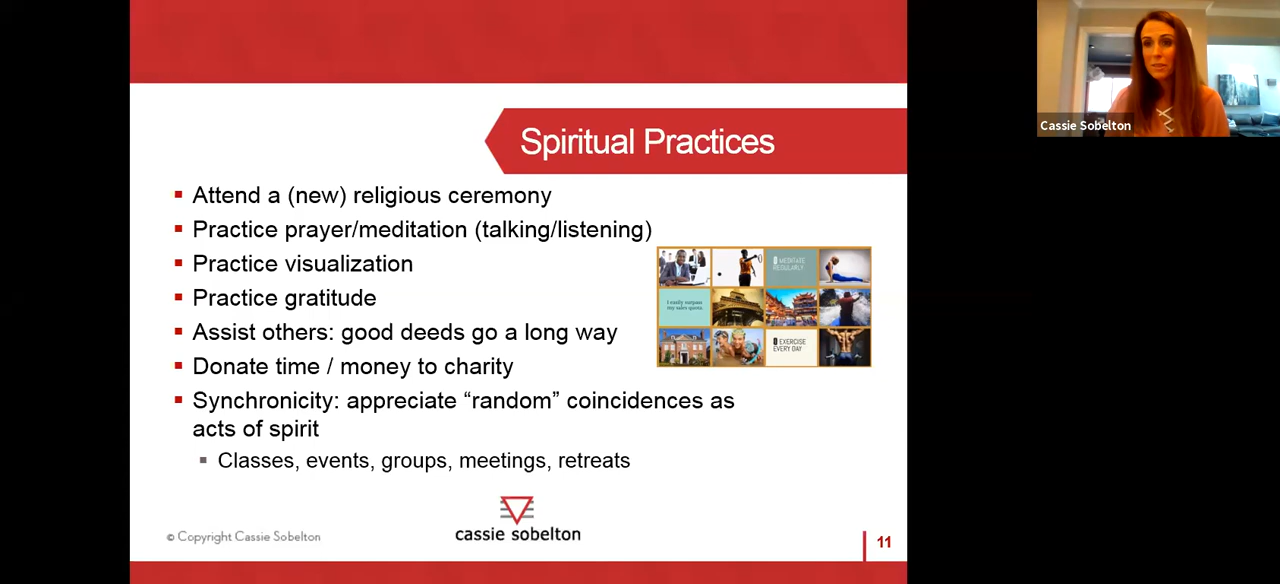 Cassie Sobelton
Spiritual Practices
Attend a (new) religious ceremony
Practice prayer/meditation (talking/listening)
Practice visualization
Practice gratitude
Assist others: good deeds go a long way
Donate time / money to charity
Synchronicity: appreciate “random” coincidences as
acts of spirit
Classes, events, groups, meetings, retreats
MEDITATE
REGULARLY
I easily surpass
my sales quota.
EXERCISE
EVERY DAY
cassie sobelton
© Copyright Cassie Sobelton
11